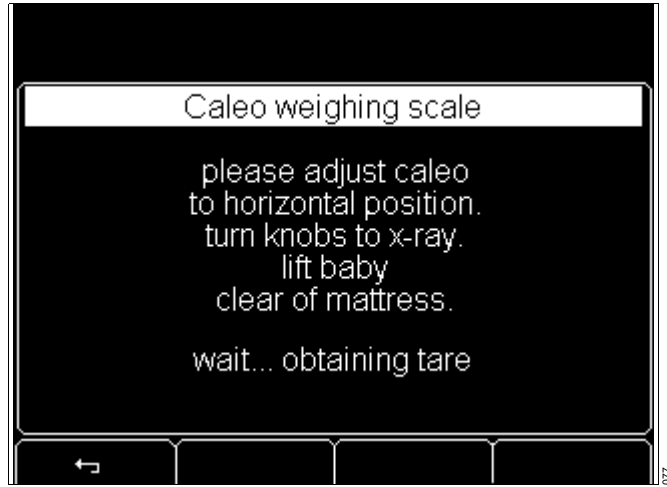 Caleo weighing scale
please adjust caleo
to horizontal position.
turn knobs to x-ray.
lift baby
clear of mattress.
wait... obtaining tare